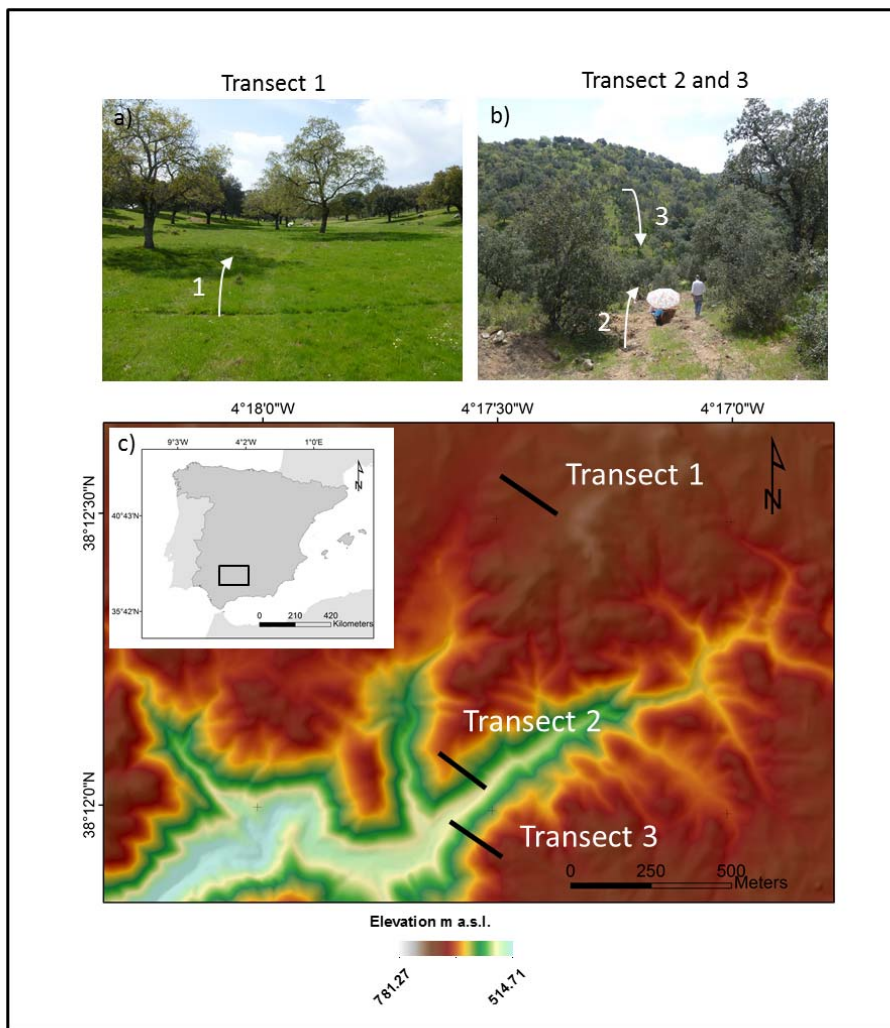 Transect 1
Transect 2 and 3
a)
b)
1
3
2
4°18'0"W
4°17'30"W
4°17'0"W
c)
9°3'W
4°2'W
1°0'E
N
40°43'N
35°42'N
0 210 420
Kilometers
38°12'30"N
38°12'0"N
Transect 1
N
Transect 2
Transect 3
0 250 500
Meters
Elevation m a.s.l.
781.27
514.71